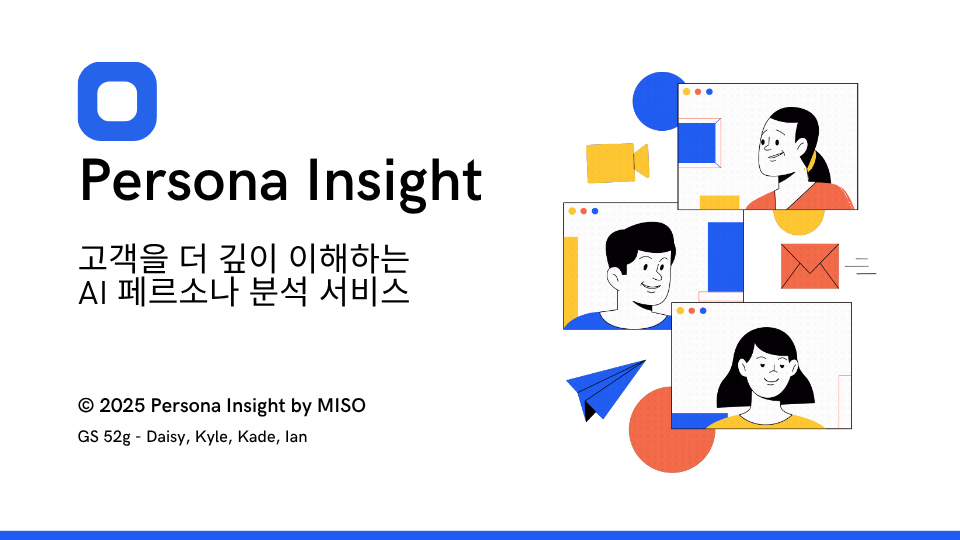 Persona Insight
고객을 더 깊이 이해하는
AI 페르소나 분석 서비스
© 2025 Persona Insight by MISO
GS 52g - Daisy, Kyle, Kade, Ian